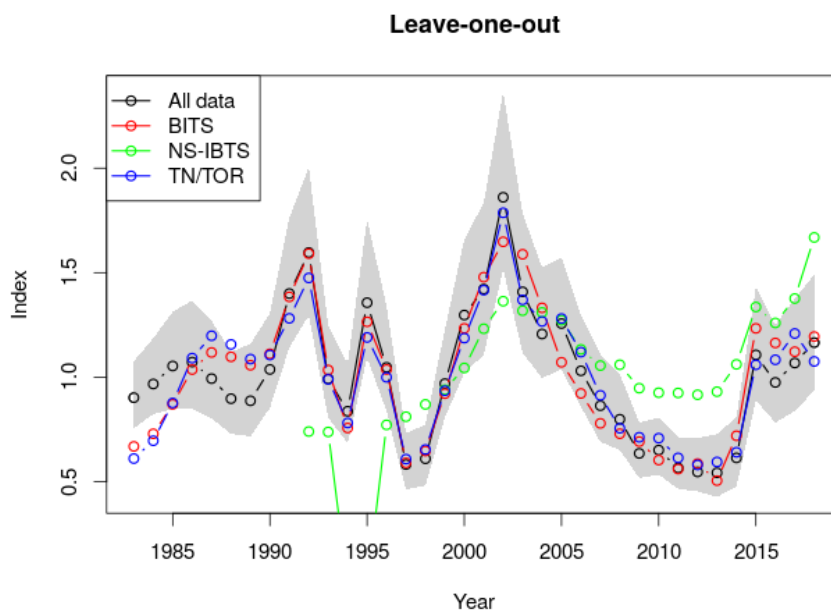 Leave-one-out
All data
BITS
NS-IBTS
TN/TOR
Index
2.0
1.5
1.0
0.5
1985 1990 1995 2000 2005 2010 2015
Year